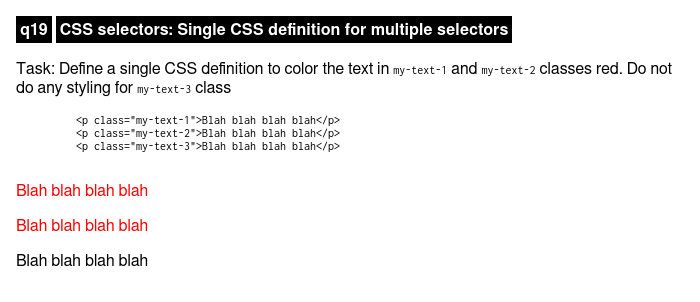 q19 CSS selectors: Single CSS definition for multiple selectors
Task: Define a single CSS definition to color the text in my-text-1 and my-text-2 classes red. Do not
do any styling for my-text-3 class
<p class="my-text-1">Blah blah blah blah</p>
<p class="my-text-2">Blah blah blah blah</p>
<p class="my-text-3">Blah blah blah blah</p>
Blah blah blah blah
Blah blah blah blah
Blah blah blah blah